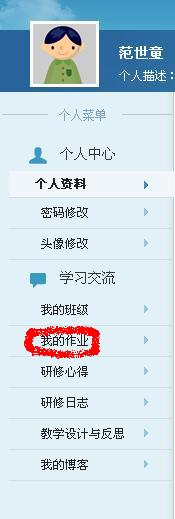 范世童
个人描述：
个人菜单
个人中心
个人资料
密码修改
头像修改
学习交流
我的班级
我的作业
研修心得
研修日志
教学设计与反思
我的博客